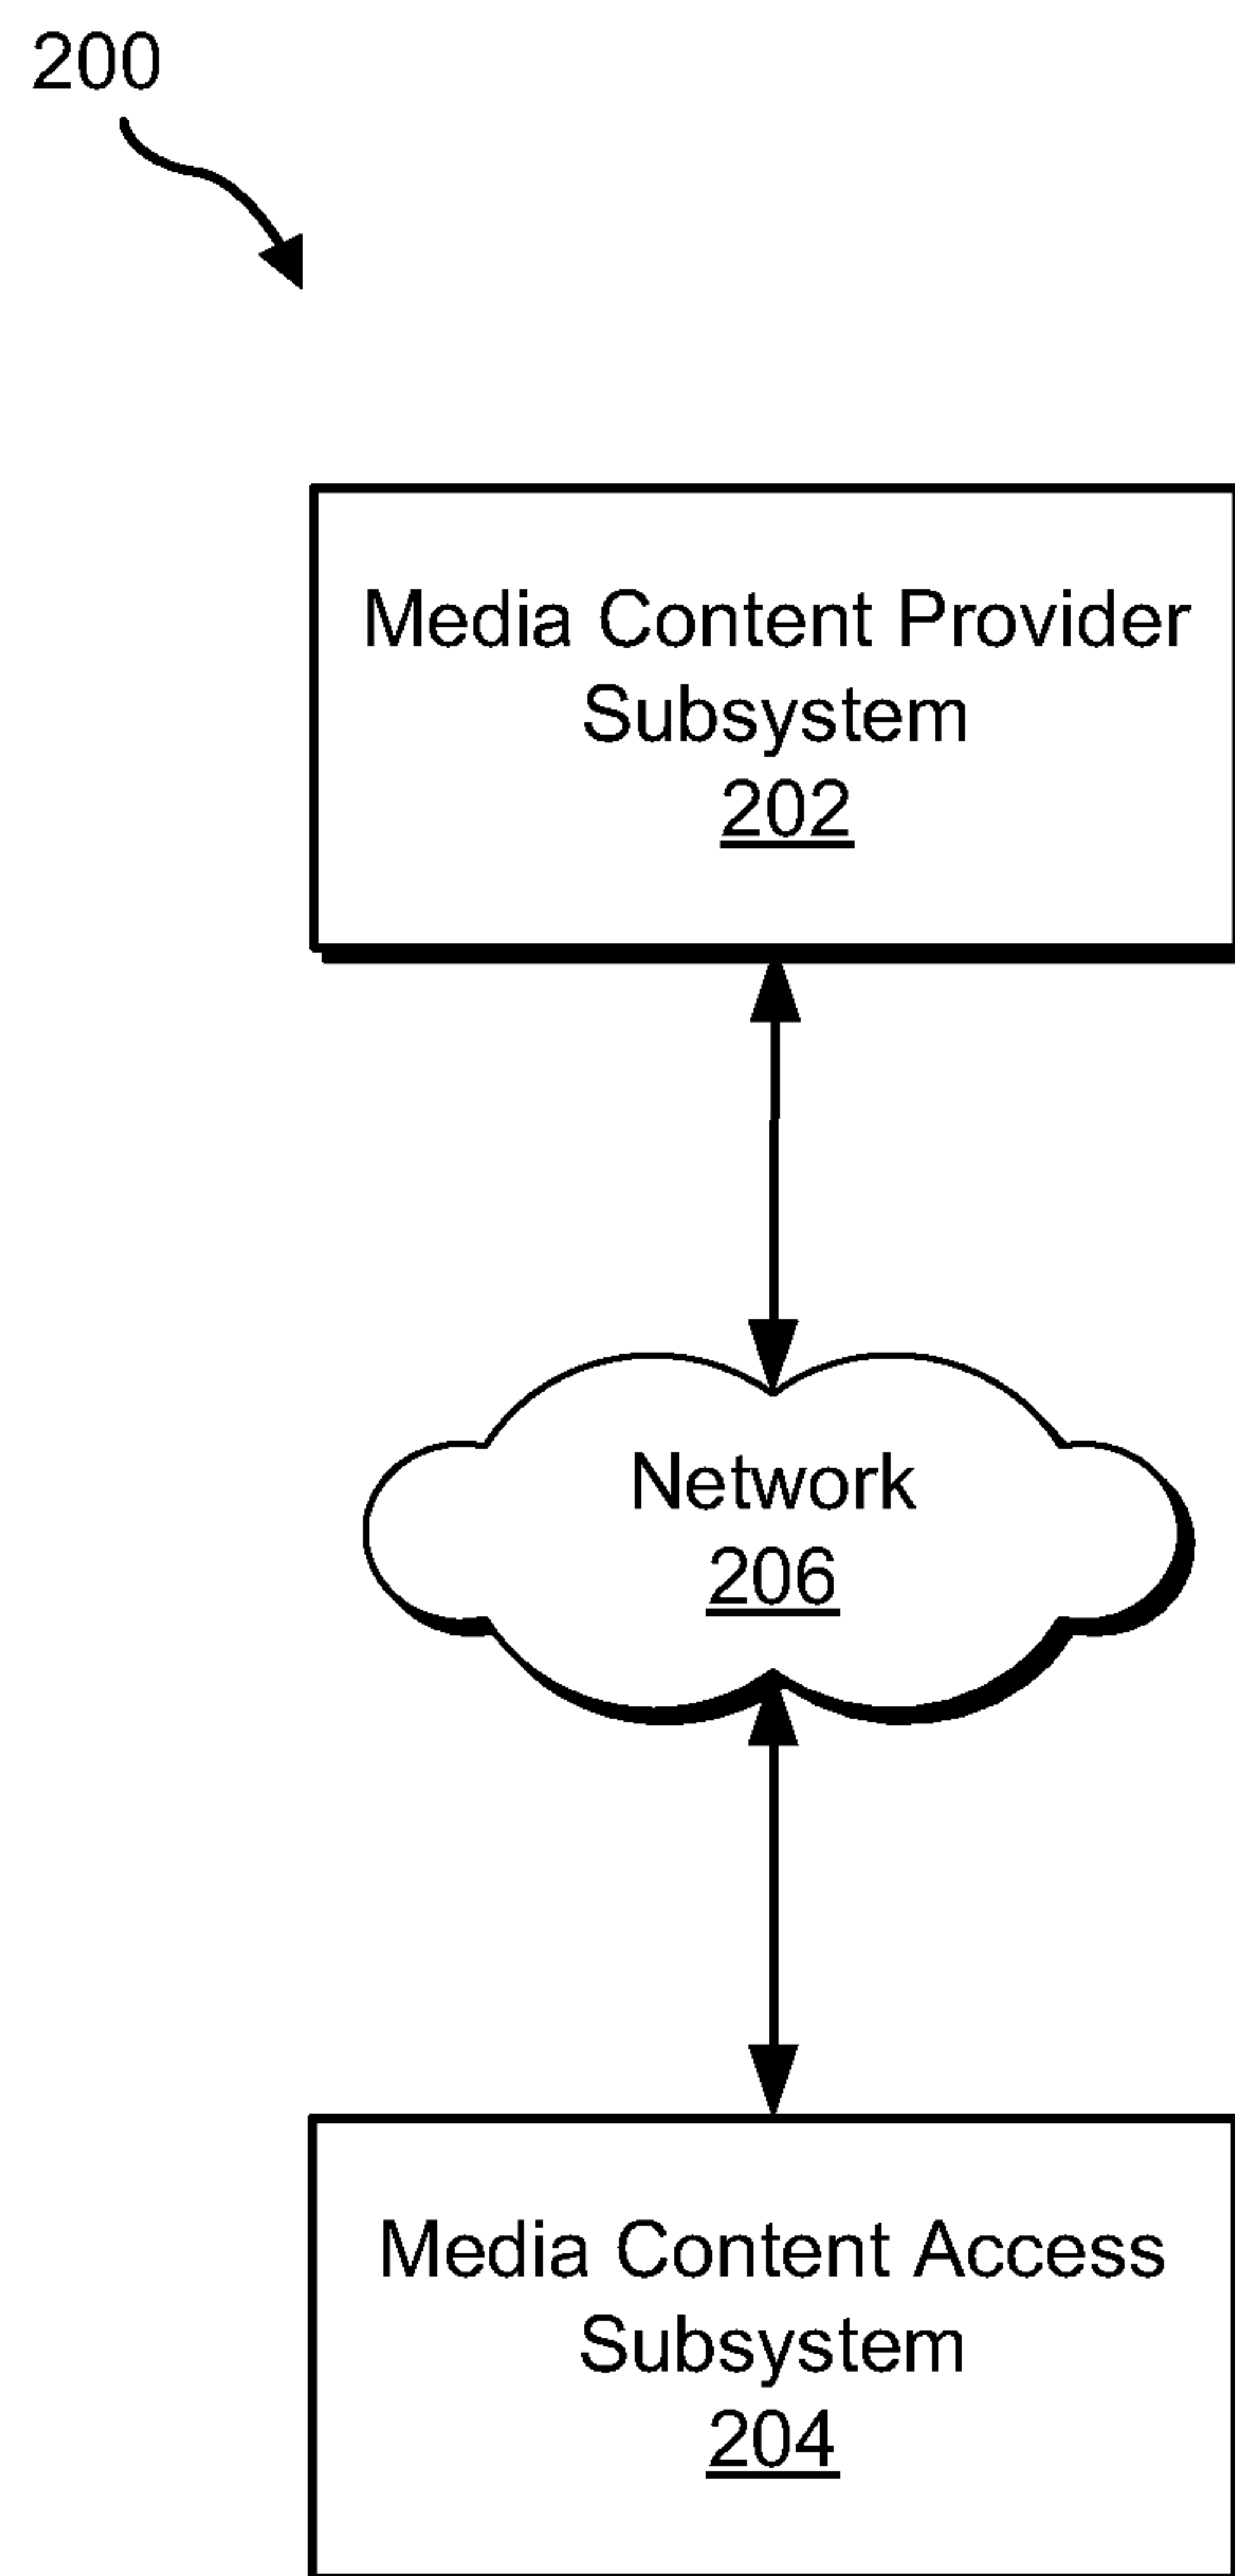 200
Media Content Provider
Subsystem
202
Network
206
Media Content Access
Subsystem
204